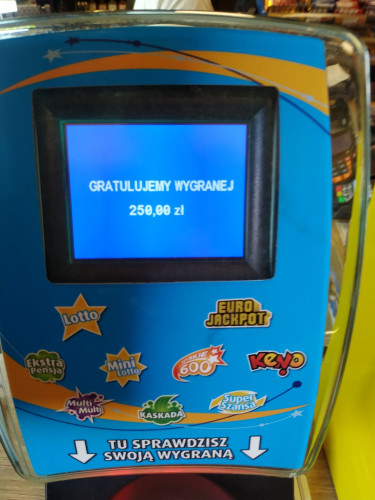 GRATULUJEMY WYGRANEJ
250,00 zł
Lotto
EURO
JACKPOT
Ekstra
Pensja
Mini
Lotto
600
Keno
Multi
Multi
KASKADA
Super
Szansa
TU SPRAWDZISZ
SWOJĄ WYGRANĄ